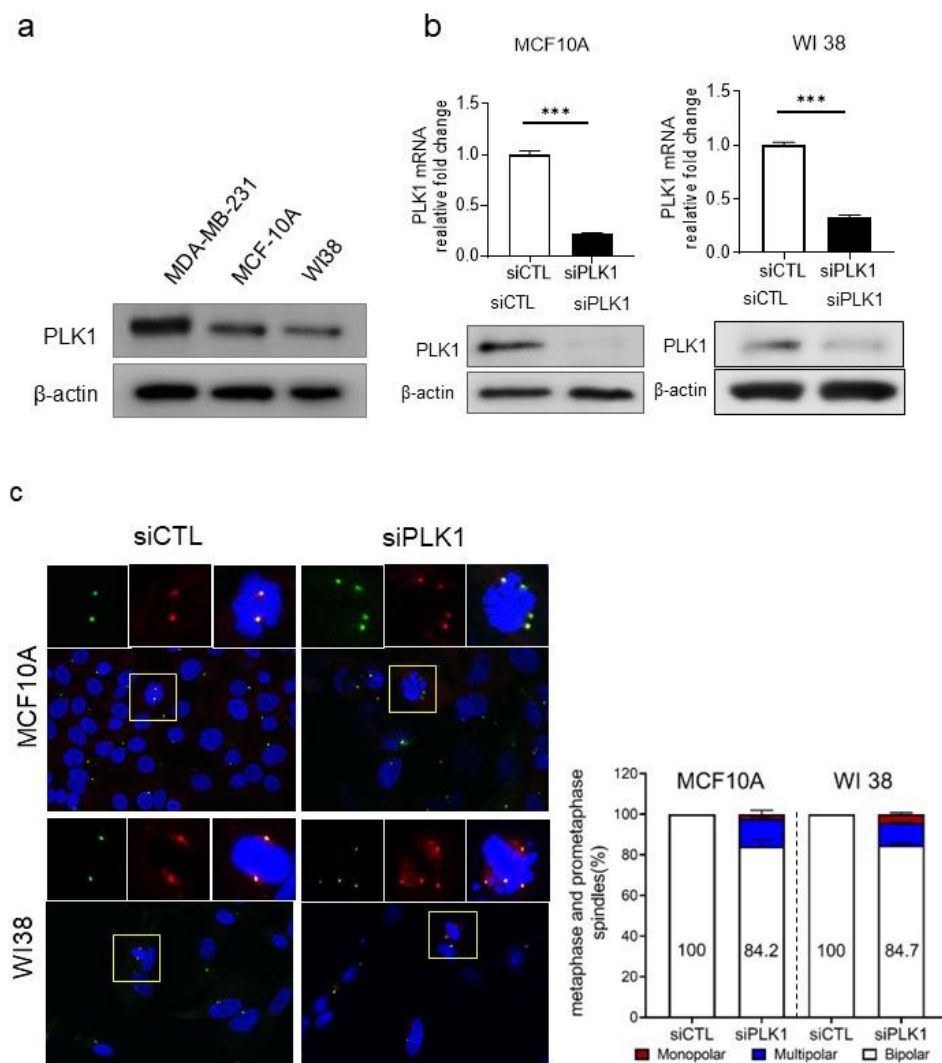 a
MDA-MB-231
MCF-10A
WI38
PLK1
β-actin
b
MCF10A
PLK1 mRNA
realative fold change
1.5
1.0
0.5
0.0
***
siCTL siPLK1
siCTL siPLK1
PLK1
β-actin
WI 38
PLK1 mRNA
realative fold change
1.5
1.0
0.5
0.0
***
siCTL siPLK1
siCTL siPLK1
PLK1
β-actin
c
siCTL siPLK1
MCF10A
WI38
metaphase and prometaphase
spindles(%)
120
100
80
60
40
20
0
MCF10A WI 38
100 84.2 100 84.7
siCTL siPLK1 siCTL siPLK1
Monopolar Multipolar Bipolar